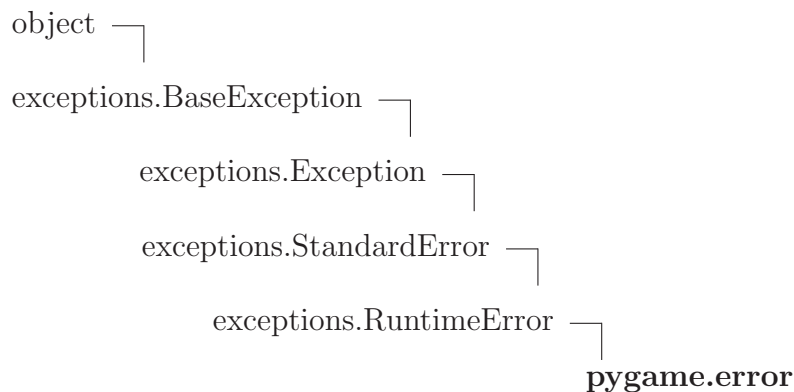 object
exceptions.BaseException
exceptions.Exception
exceptions.StandardError
exceptions.RuntimeError
pygame.error